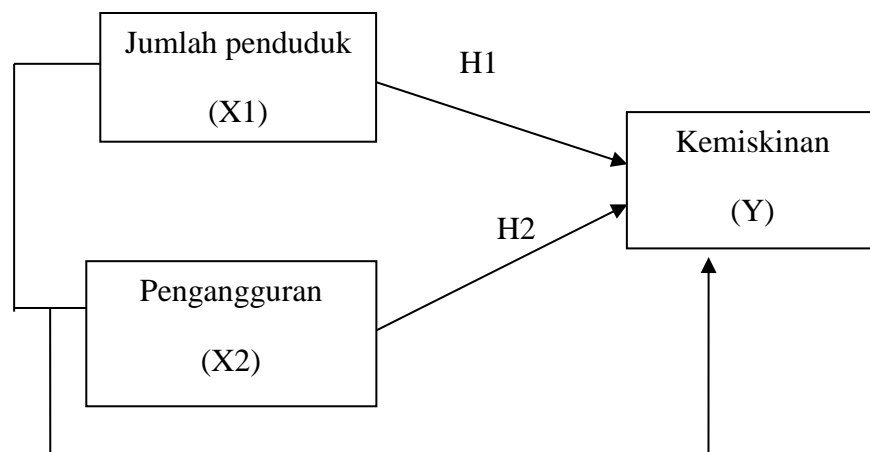 Jumlah penduduk
(X1)
H1
Kemiskinan
(Y)
H2
Pengangguran
(X2)